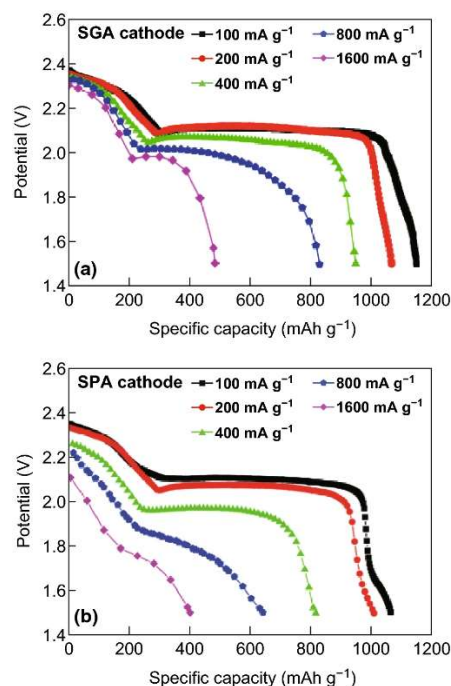 SGA cathode
100 mA g⁻¹
800 mA g⁻¹
200 mA g⁻¹
1600 mA g⁻¹
400 mA g⁻¹
2.6
2.4
2.2
2.0
1.8
1.6
1.4
Potential (V)
(a)
0 200 400 600 800 1000 1200
Specific capacity (mAh g⁻¹)
SPA cathode
100 mA g⁻¹
800 mA g⁻¹
200 mA g⁻¹
1600 mA g⁻¹
400 mA g⁻¹
2.6
2.4
2.2
2.0
1.8
1.6
1.4
Potential (V)
(b)
0 200 400 600 800 1000 1200
Specific capacity (mAh g⁻¹)